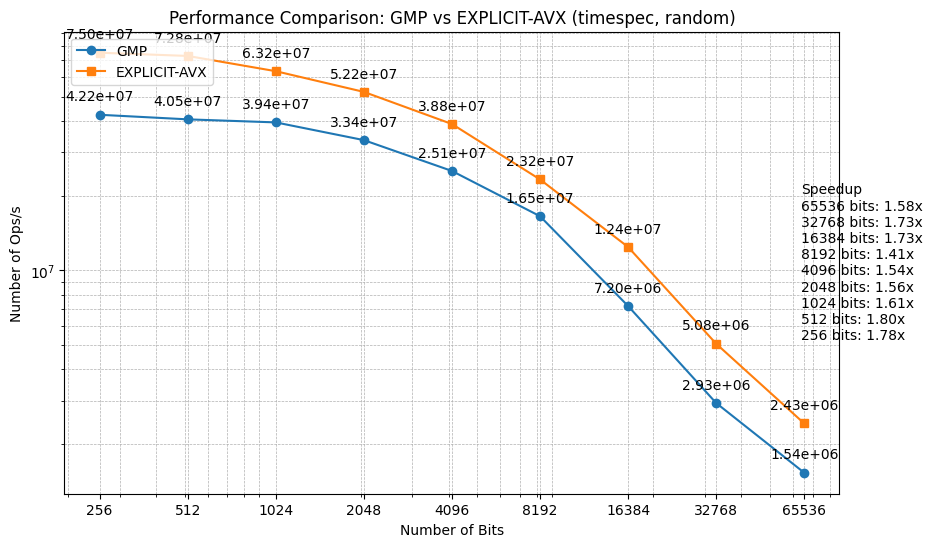 Performance Comparison: GMP vs EXPLICIT-AVX (timespec, random)
7.50e+07
7.28e+07
6.32e+07
5.22e+07
3.88e+07
2.32e+07
1.24e+07
5.08e+06
2.43e+06
GMP
EXPLICIT-AVX
4.22e+07
4.05e+07
3.94e+07
3.34e+07
2.51e+07
1.65e+07
7.20e+06
2.93e+06
1.54e+06
Speedup
65536 bits: 1.58x
32768 bits: 1.73x
16384 bits: 1.73x
8192 bits: 1.41x
4096 bits: 1.54x
2048 bits: 1.56x
1024 bits: 1.61x
512 bits: 1.80x
256 bits: 1.78x
Number of Ops/s
10^7
256 512 1024 2048 4096 8192 16384 32768 65536
Number of Bits